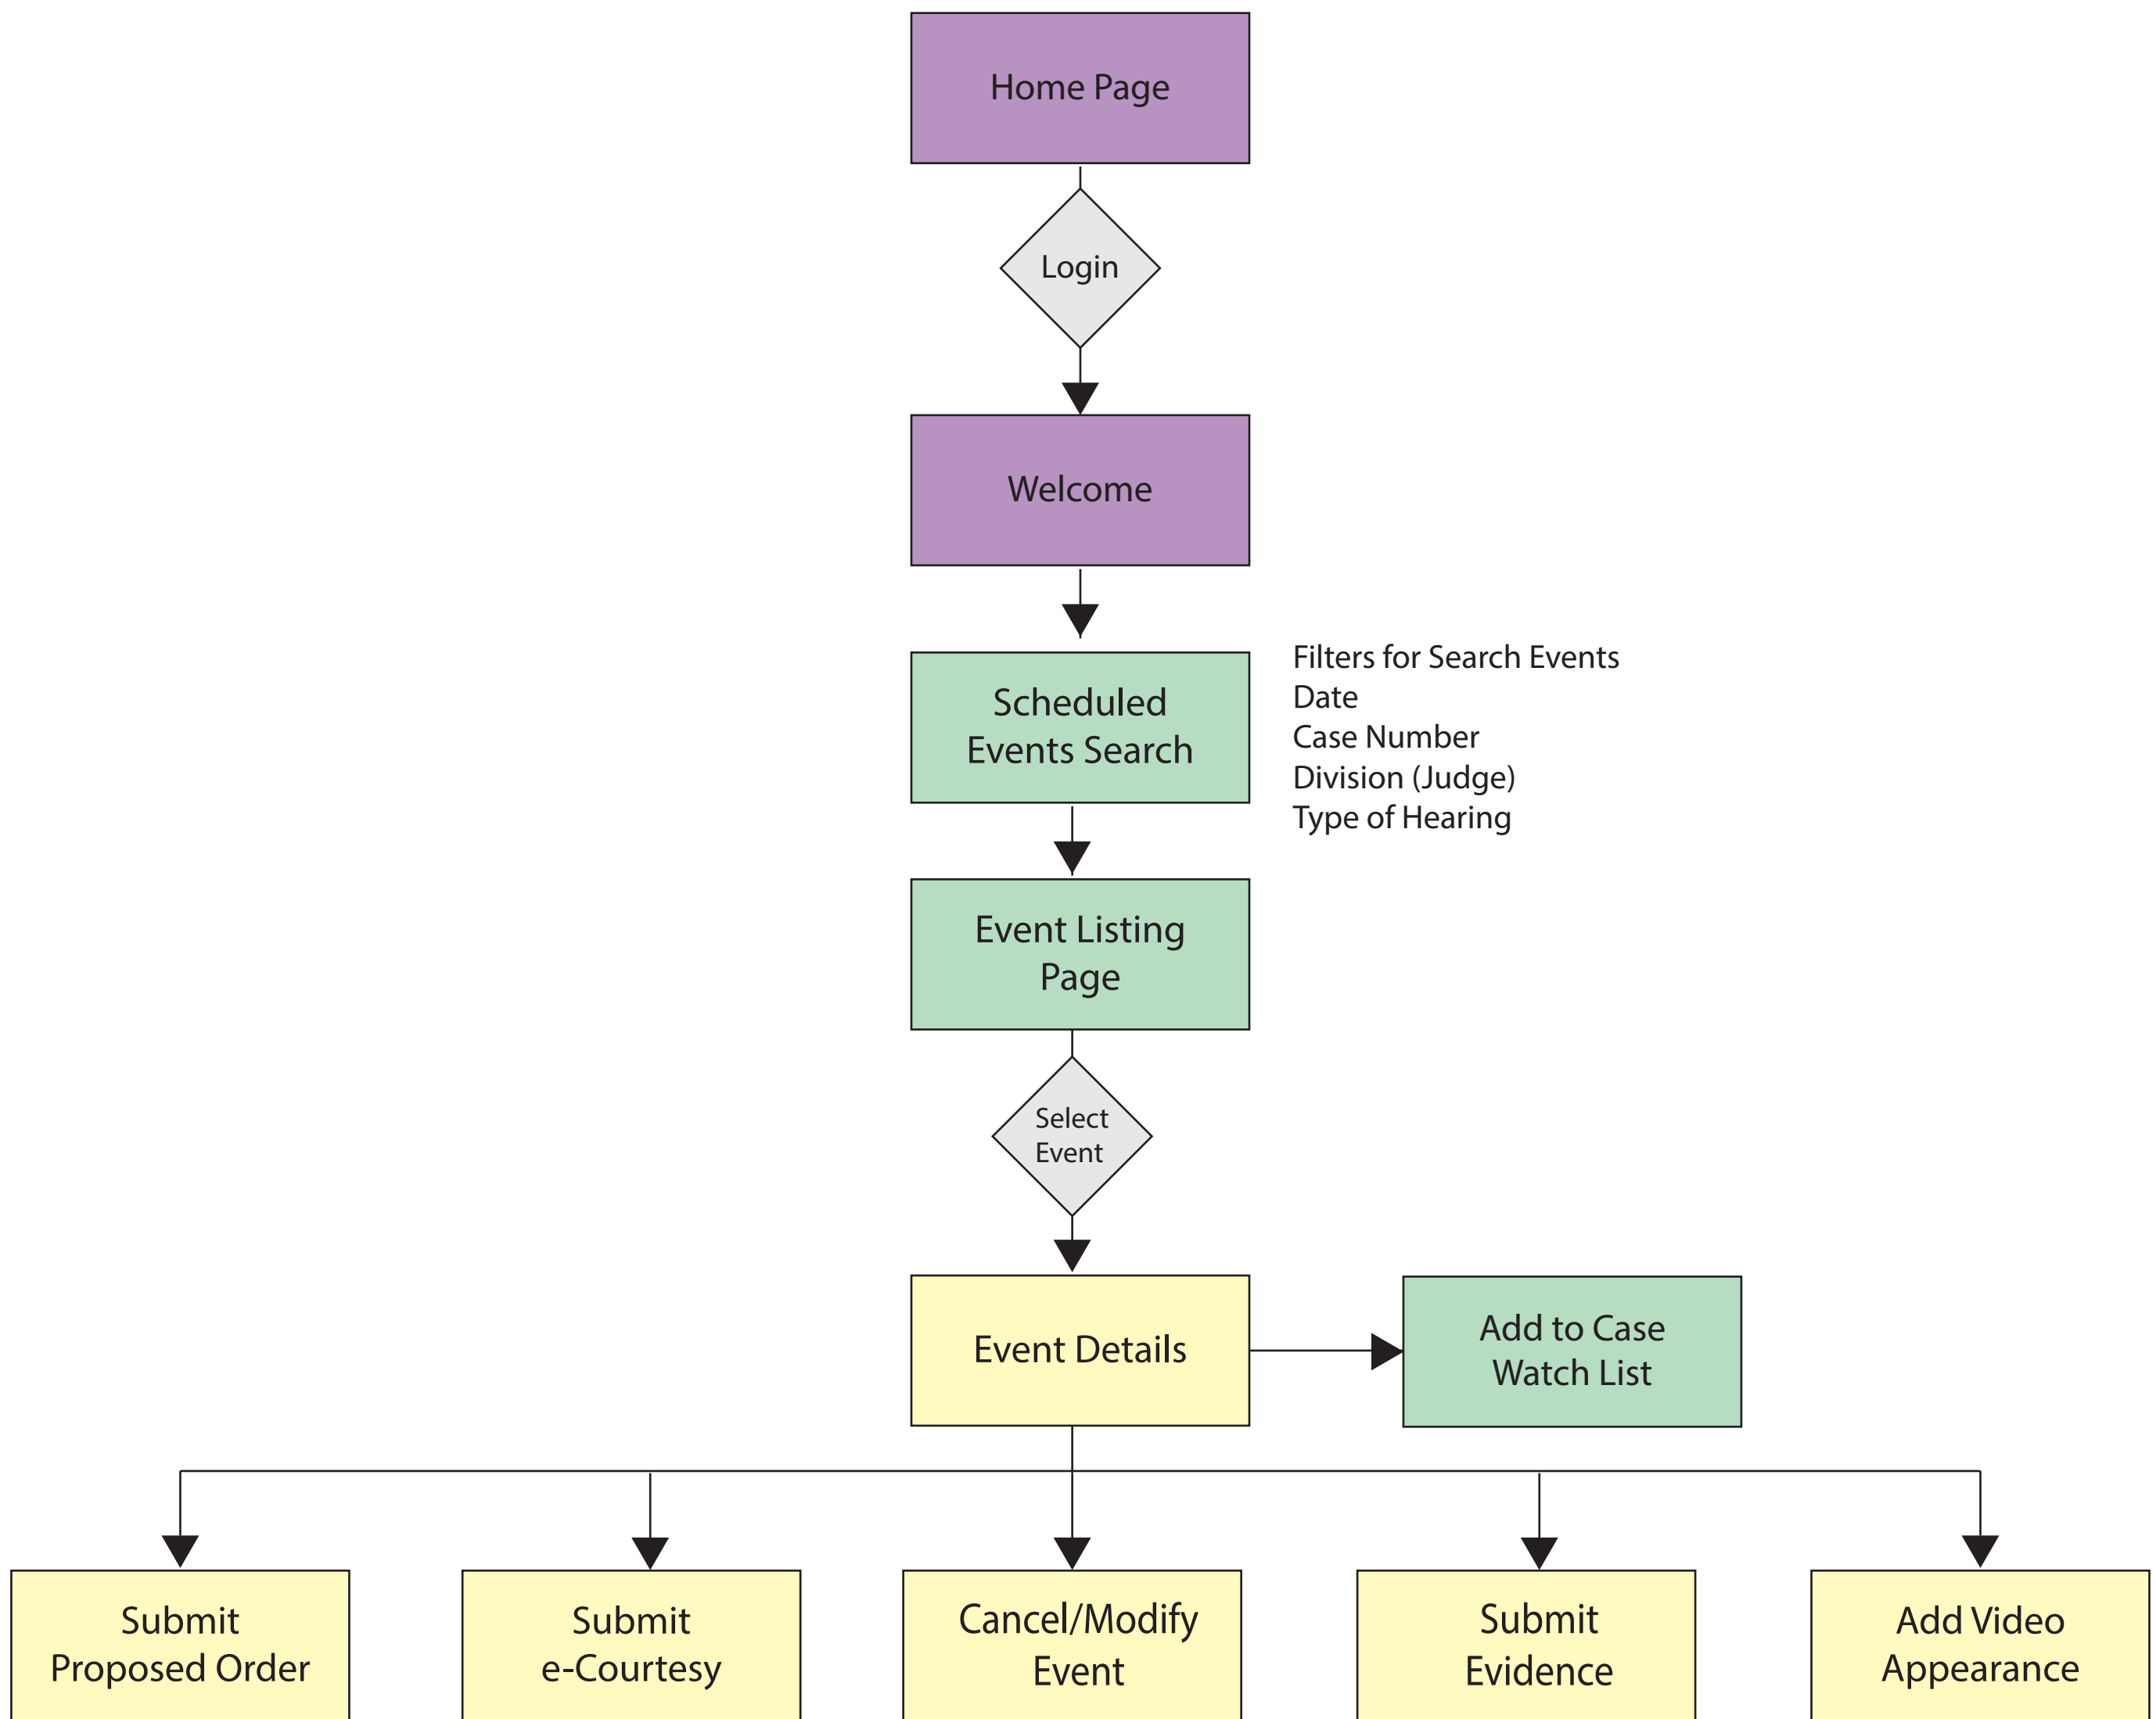 Home Page
Login
Welcome
Scheduled
Events Search
Filters for Search Events
Date
Case Number
Division (Judge)
Type of Hearing
Event Listing
Page
Select
Event
Event Details
Add to Case
Watch List
Submit
Proposed Order
Submit
e-Courtesy
Cancel/Modify
Event
Submit
Evidence
Add Video
Appearance